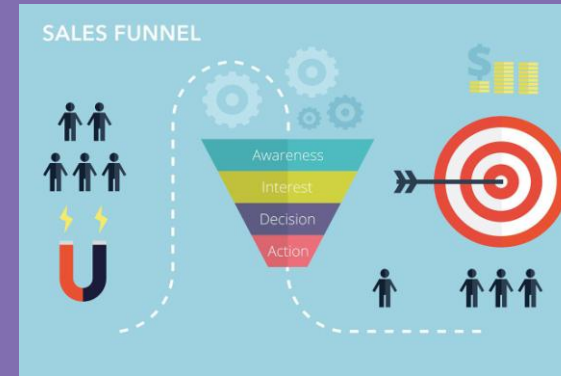 SALES FUNNEL
$
Awareness
Interest
Decision
Action